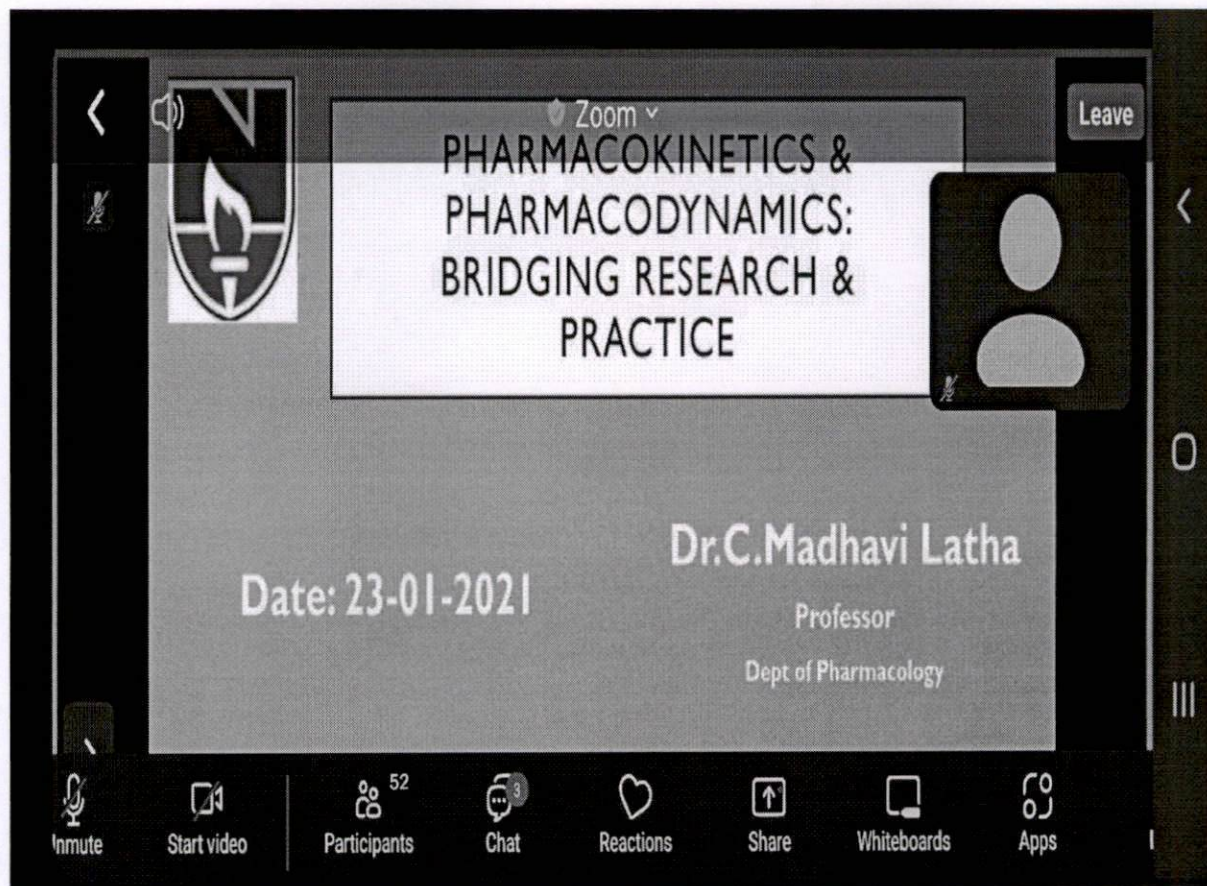 Zoom
Leave
PHARMACOKINETICS &
PHARMACODYNAMICS:
BRIDGING RESEARCH &
PRACTICE
Dr.C.Madhavi Latha
Date: 23-01-2021
Professor
Dept of Pharmacology
52
3
nmute
Start video
Participants
Chat
Reactions
Share
Whiteboards
Apps